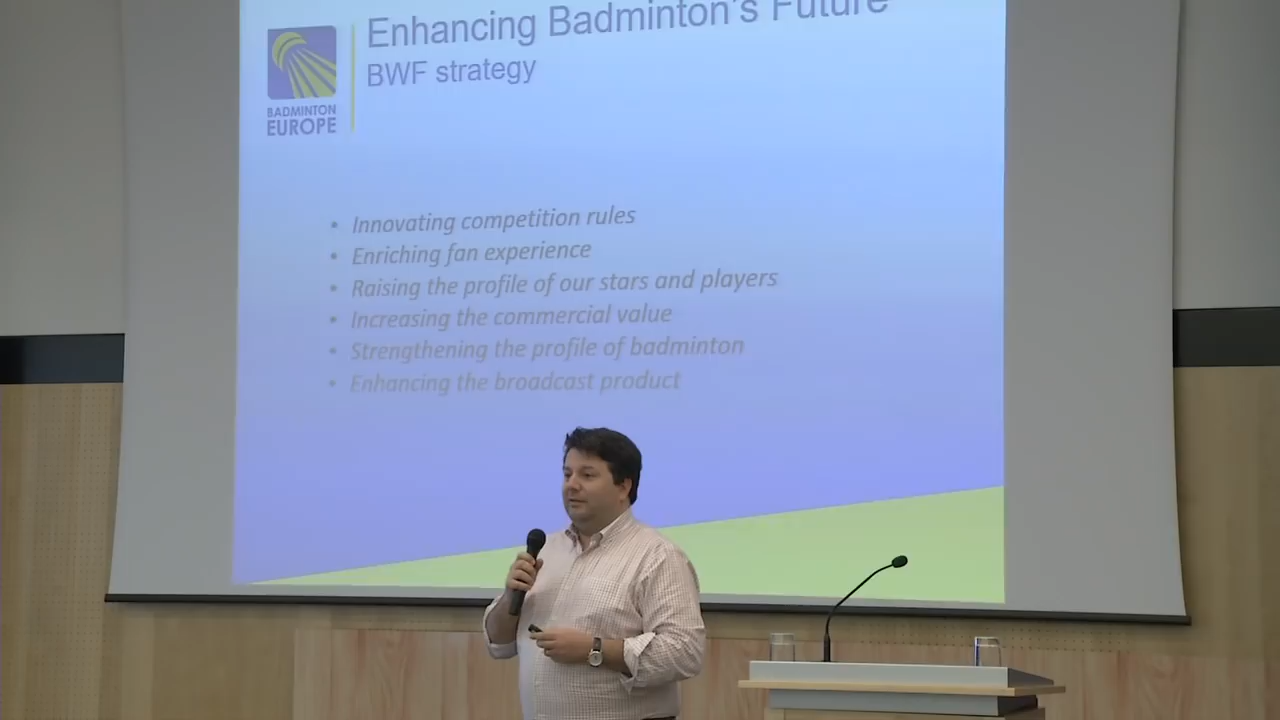 Enhancing Badminton's Future
BWF strategy
BADMINTON
EUROPE
• Innovating competition rules
• Enriching fan experience
• Raising the profile of our stars and players
• Increasing the commercial value
• Strengthening the profile of badminton
• Enhancing the broadcast product